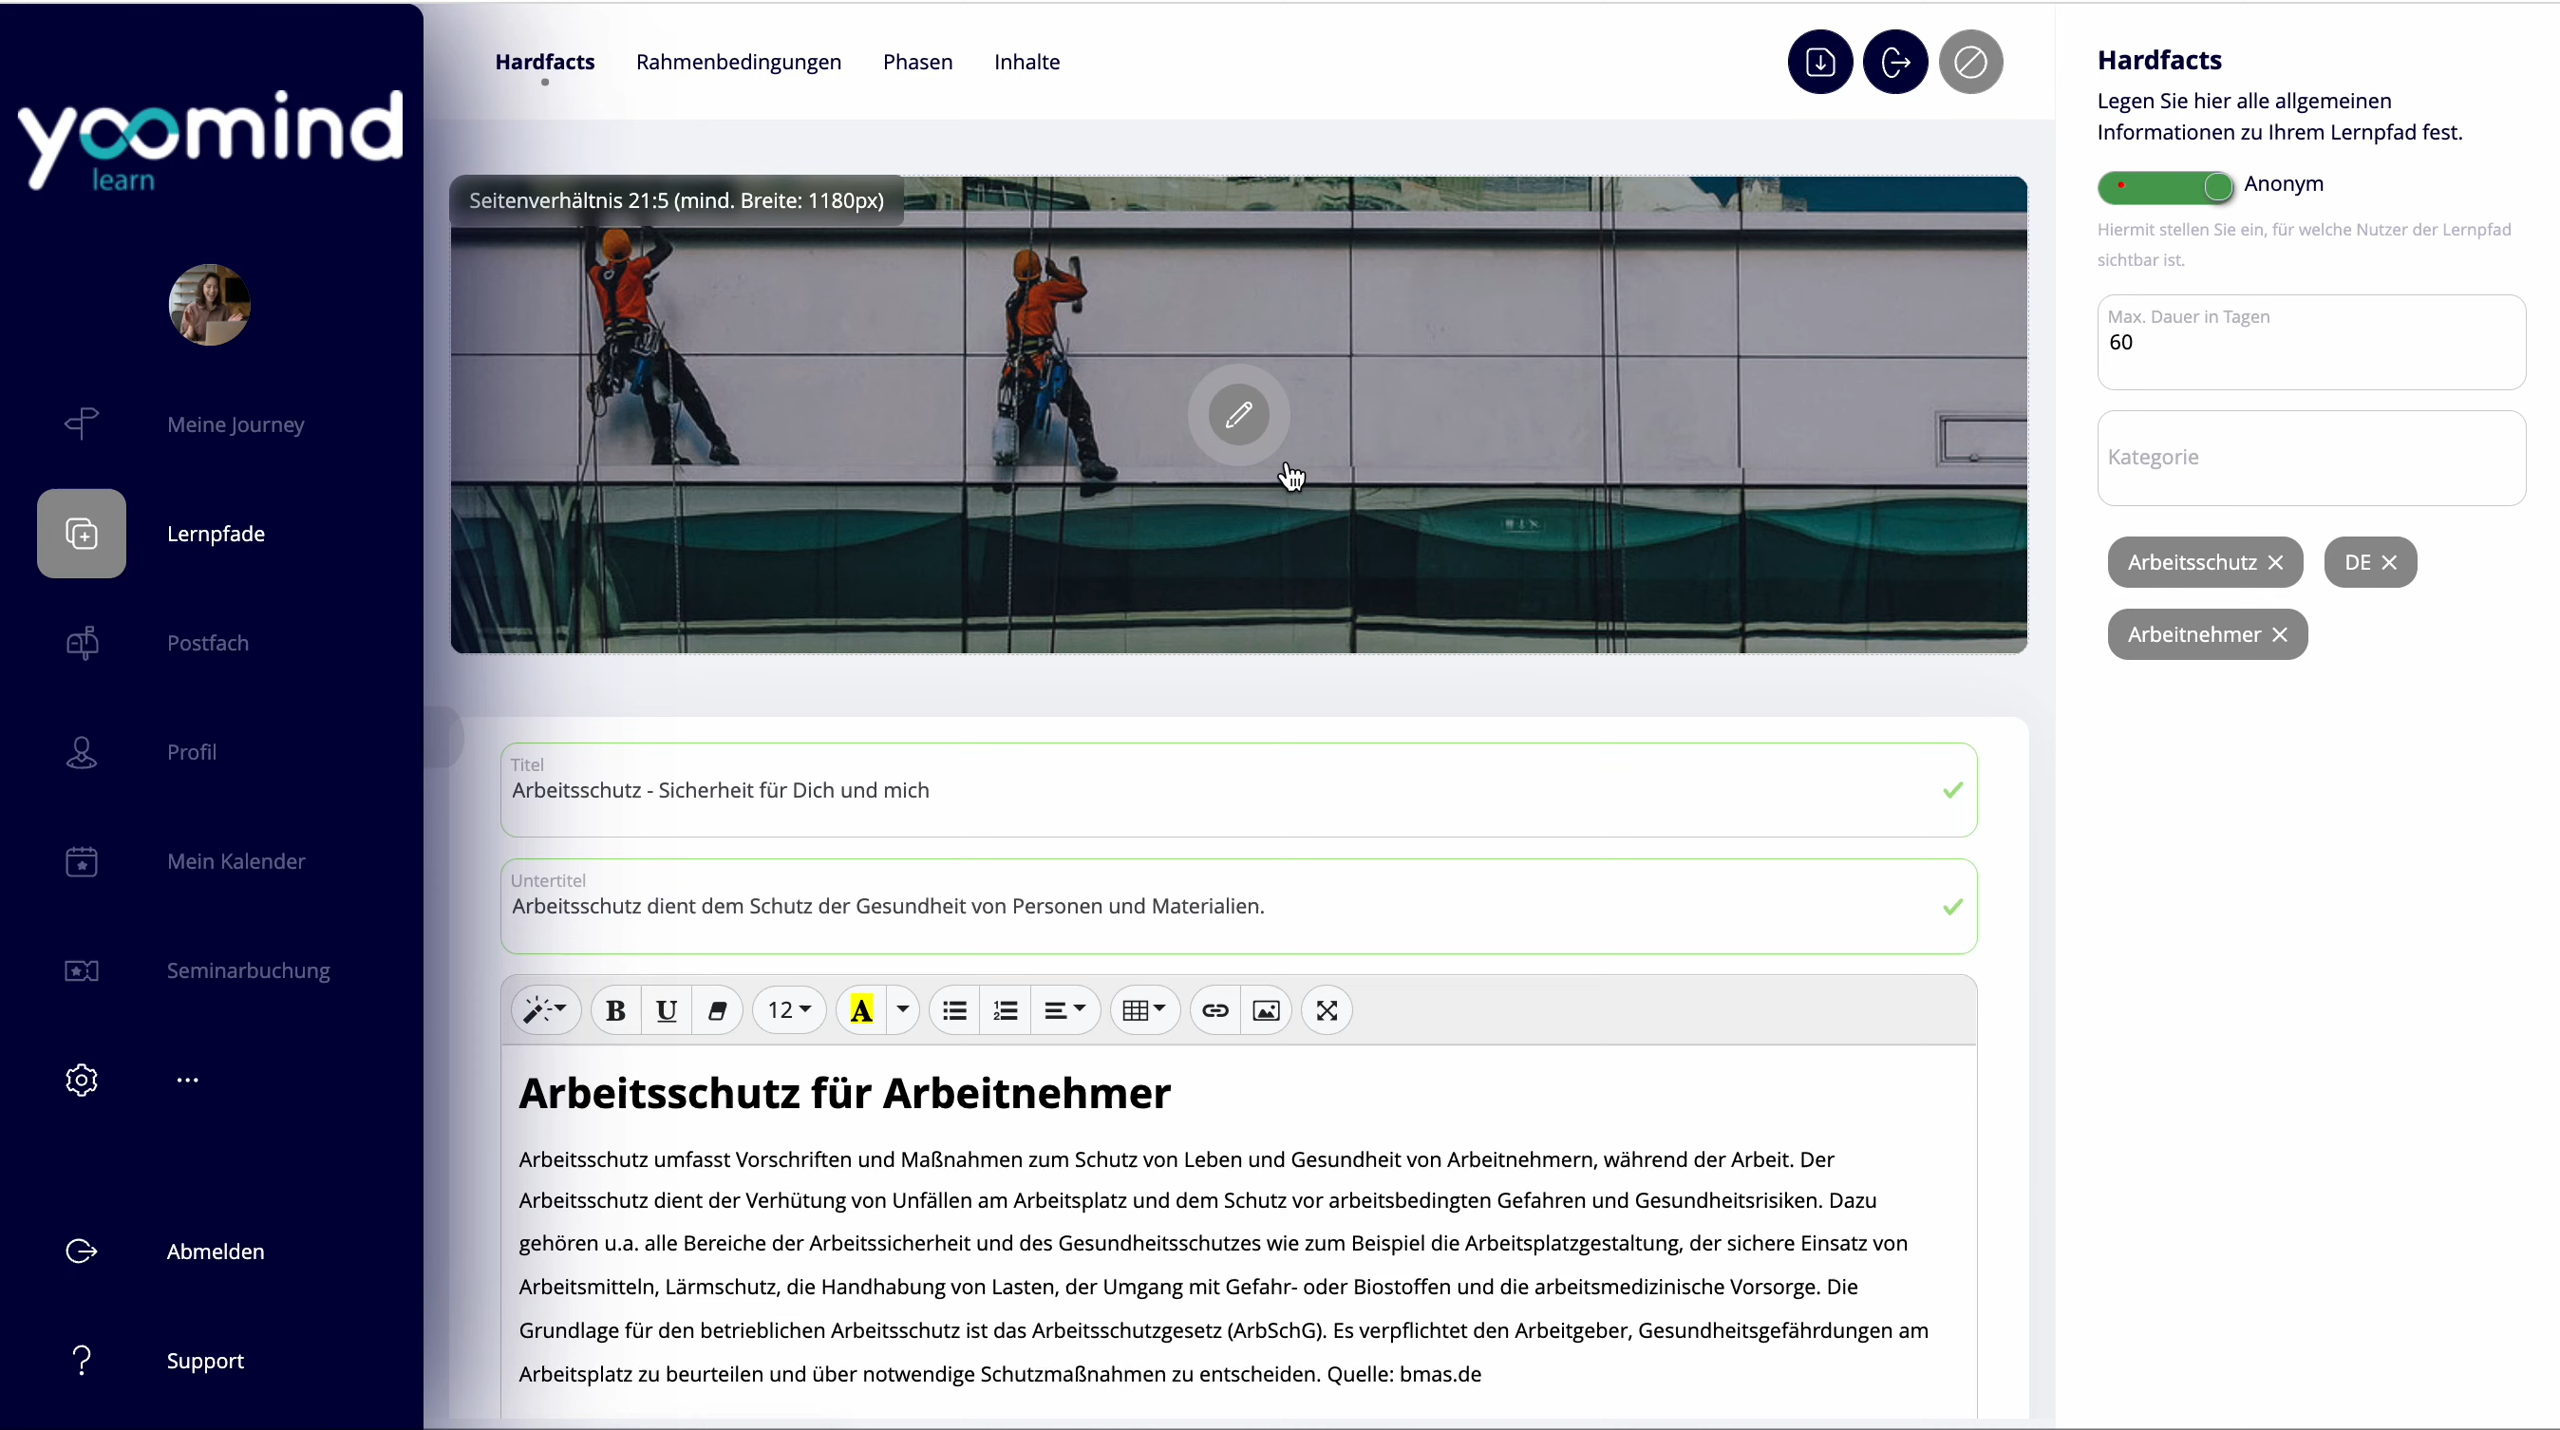 yoomind
learn
Meine Journey
Lernpfade
Postfach
Profil
Mein Kalender
Seminarbuchung
...
Abmelden
? Support
Hardfacts Rahmenbedingungen Phasen Inhalte
Seitenverhältnis 21:5 (mind. Breite: 1180px)
Titel
Arbeitsschutz - Sicherheit für Dich und mich
Untertitel
Arbeitsschutz dient dem Schutz der Gesundheit von Personen und Materialien.
B U 12 A
Arbeitsschutz für Arbeitnehmer
Arbeitsschutz umfasst Vorschriften und Maßnahmen zum Schutz von Leben und Gesundheit von Arbeitnehmern, während der Arbeit. Der
Arbeitsschutz dient der Verhütung von Unfällen am Arbeitsplatz und dem Schutz vor arbeitsbedingten Gefahren und Gesundheitsrisiken. Dazu
gehören u.a. alle Bereiche der Arbeitssicherheit und des Gesundheitsschutzes wie zum Beispiel die Arbeitsplatzgestaltung, der sichere Einsatz von
Arbeitsmitteln, Lärmschutz, die Handhabung von Lasten, der Umgang mit Gefahr- oder Biostoffen und die arbeitsmedizinische Vorsorge. Die
Grundlage für den betrieblichen Arbeitsschutz ist das Arbeitsschutzgesetz (ArbSchG). Es verpflichtet den Arbeitgeber, Gesundheitsgefährdungen am
Arbeitsplatz zu beurteilen und über notwendige Schutzmaßnahmen zu entscheiden. Quelle: bmas.de
Hardfacts
Legen Sie hier alle allgemeinen
Informationen zu Ihrem Lernpfad fest.
Anonym
Hiermit stellen Sie ein, für welche Nutzer der Lernpfad
sichtbar ist.
Max. Dauer in Tagen
60
Kategorie
Arbeitsschutz DE
Arbeitnehmer